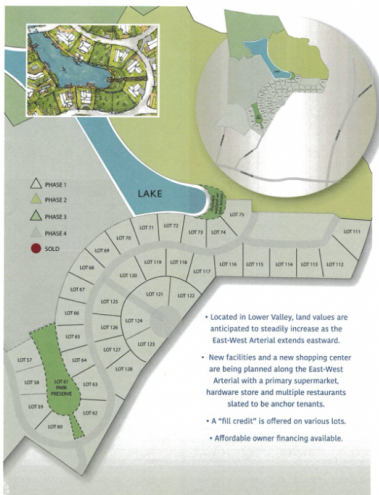 LAKE
PHASE 1
PHASE 2
PHASE 3
PHASE 4
SOLD
LOT 75
LOT 74
LOT 73
LOT 72
LOT 71
LOT 70
LOT 69
LOT 68
LOT 67
LOT 66
LOT 65
LOT 64
LOT 63
LOT 62
LOT 61
PARK
PRESERVE
LOT 60
LOT 59
LOT 58
LOT 57
LOT 111
LOT 112
LOT 113
LOT 114
LOT 115
LOT 116
LOT 117
LOT 118
LOT 119
LOT 120
LOT 121
LOT 122
LOT 123
LOT 124
LOT 125
LOT 126
LOT 127
LOT 128
• Located in Lower Valley, land values are
anticipated to steadily increase as the
East-West Arterial extends eastward.
• New facilities and a new shopping center
are being planned along the East-West
Arterial with a primary supermarket,
hardware store and multiple restaurants
slated to be anchor tenants.
• A "fill credit" is offered on various lots.
• Affordable owner financing available.